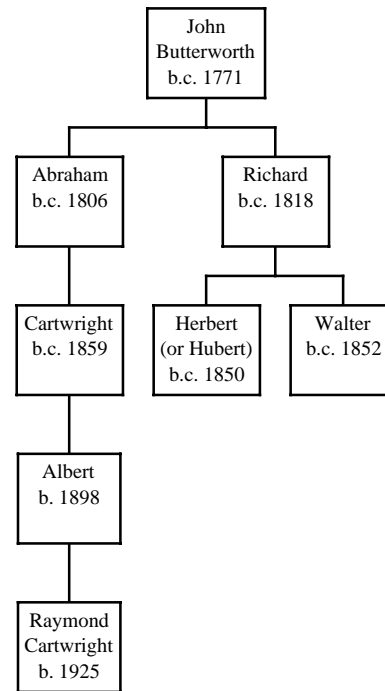 John
Butterworth
b.c. 1771
Abraham
b.c. 1806
Richard
b.c. 1818
Cartwright
b.c. 1859
Herbert
(or Hubert)
b.c. 1850
Walter
b.c. 1852
Albert
b. 1898
Raymond
Cartwright
b. 1925